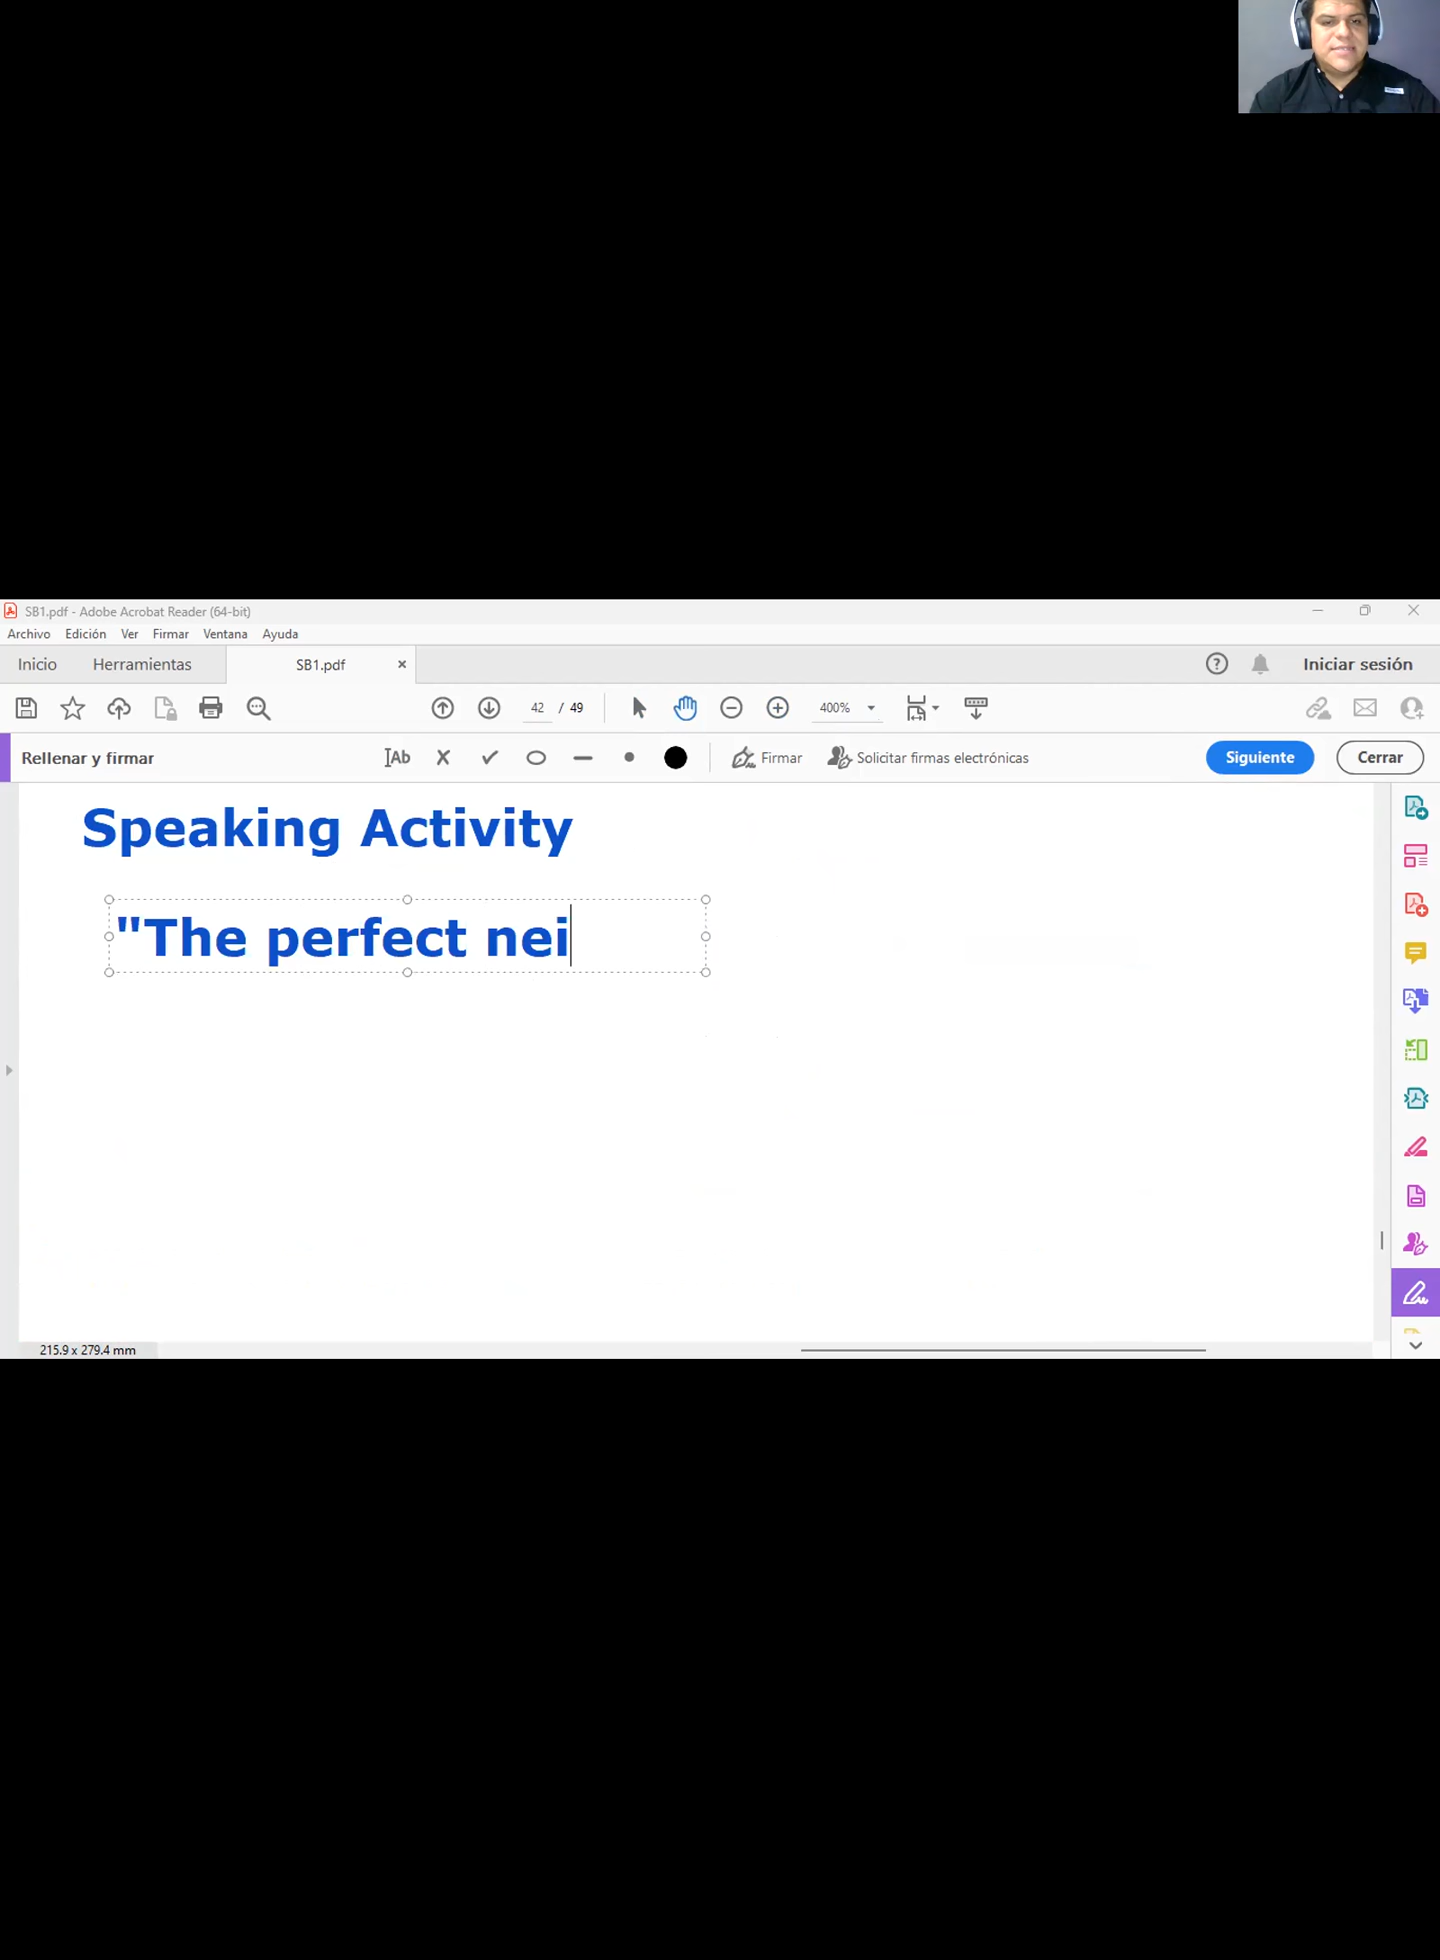 SB1.pdf - Adobe Acrobat Reader (64-bit)
Archivo Edición Ver Firmar Ventana Ayuda
Inicio Herramientas SB1.pdf Iniciar sesión
42 / 49 400%
Rellenar y firmar Ab Firmar Solicitar firmas electrónicas Siguiente Cerrar
Speaking Activity
"The perfect nei
215.9 x 279.4 mm